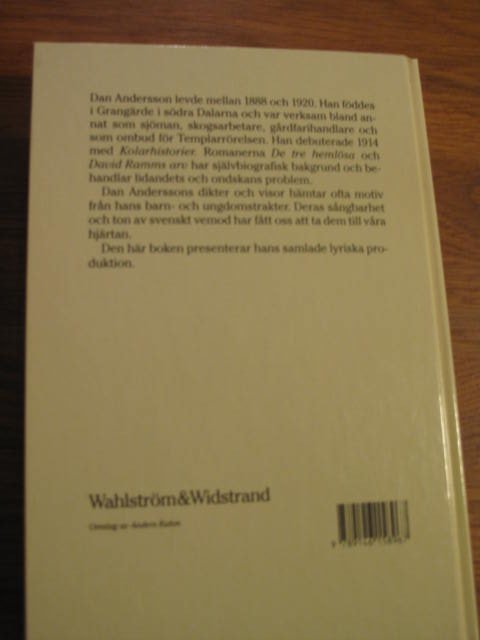 Dan Andersson levde mellan 1888 och 1920. Han föddes
i Grangärde i södra Dalarna och var verksam bland an-
nat som sjöman, skogsarbetare, gårdfarihandlare och
som ombud för Templarrörelsen. Han debuterade 1914
med Kolarhistorier. Romanerna De tre hemlösa och
David Ramms arv har självbiografisk bakgrund och be-
handlar lidandets och ondskans problem.
Dan Anderssons dikter och visor hämtar ofta motiv
från hans barn- och ungdomstrakter. Deras sångbarhet
och ton av svenskt vemod har fått oss att ta dem till våra
hjärtan.
Den här boken presenterar hans samlade lyriska pro-
duktion.
Wahlström&Widstrand
Omslag av Anders